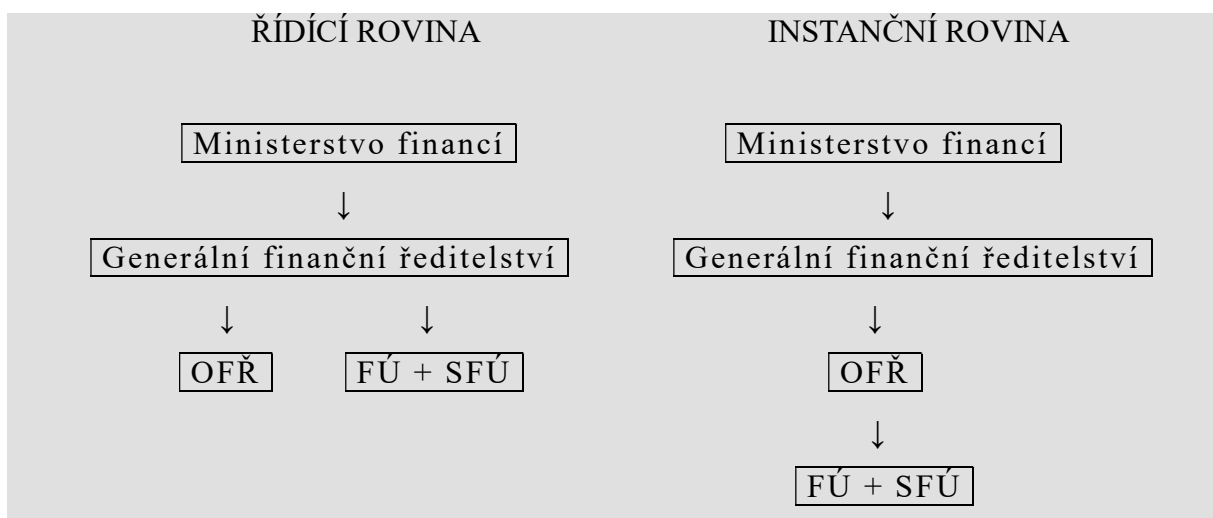 ŘÍDÍCÍ ROVINA INSTANČNÍ ROVINA
Ministerstvo financí Ministerstvo financí
↓ ↓
Generální finanční ředitelství Generální finanční ředitelství
↓ ↓ ↓
OFŘ FÚ + SFÚ OFŘ
↓
FÚ + SFÚ